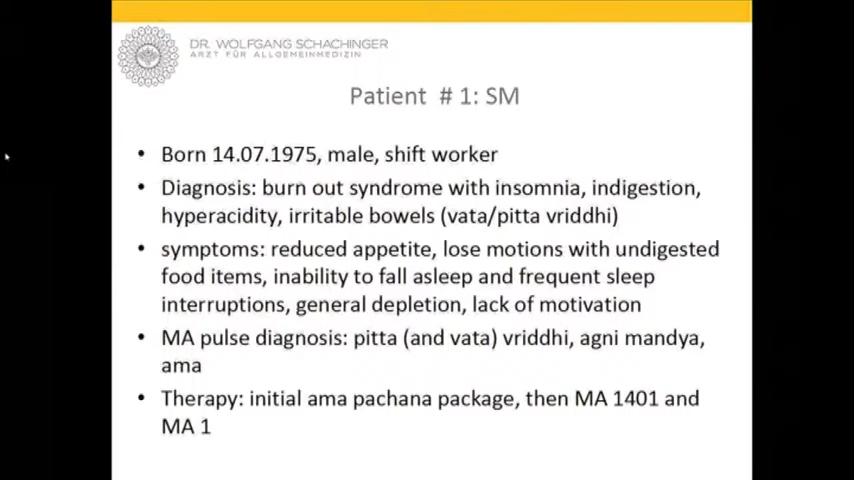 DR. WOLFGANG SCHACHINGER
ARZT FÜR ALLGEMEINMEDIZIN
Patient # 1: SM
• Born 14.07.1975, male, shift worker
• Diagnosis: burn out syndrome with insomnia, indigestion,
hyperacidity, irritable bowels (vata/pitta vriddhi)
• symptoms: reduced appetite, lose motions with undigested
food items, inability to fall asleep and frequent sleep
interruptions, general depletion, lack of motivation
• MA pulse diagnosis: pitta (and vata) vriddhi, agni mandya,
ama
• Therapy: initial ama pachana package, then MA 1401 and
MA 1